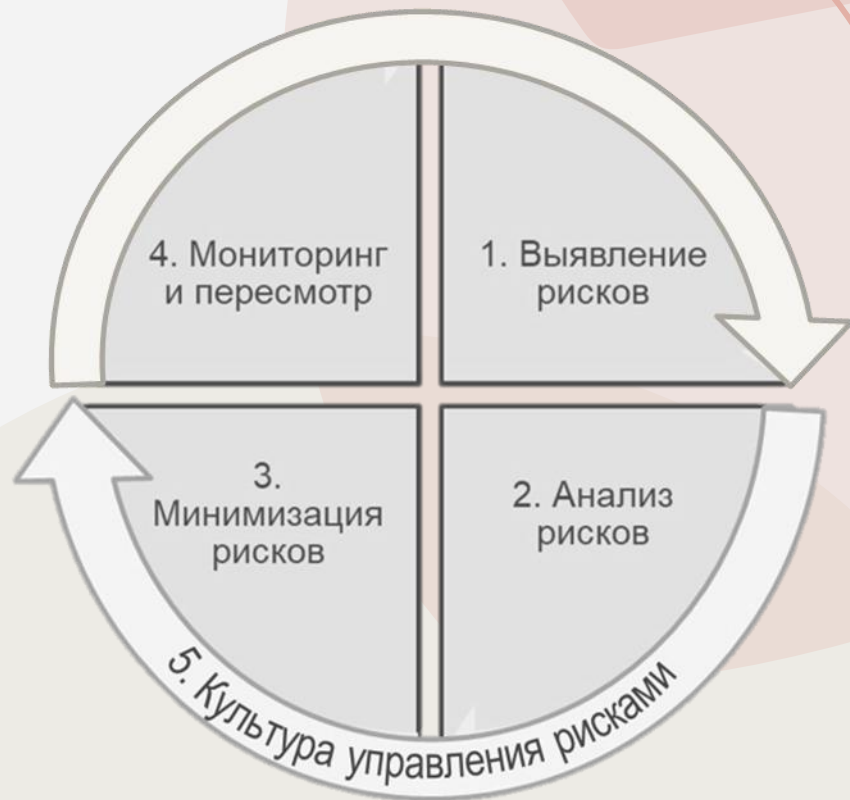 4. Мониторинг
и пересмотр
1. Выявление
рисков
3.
Минимизация
рисков
2. Анализ
рисков
5. Культура управления рисками